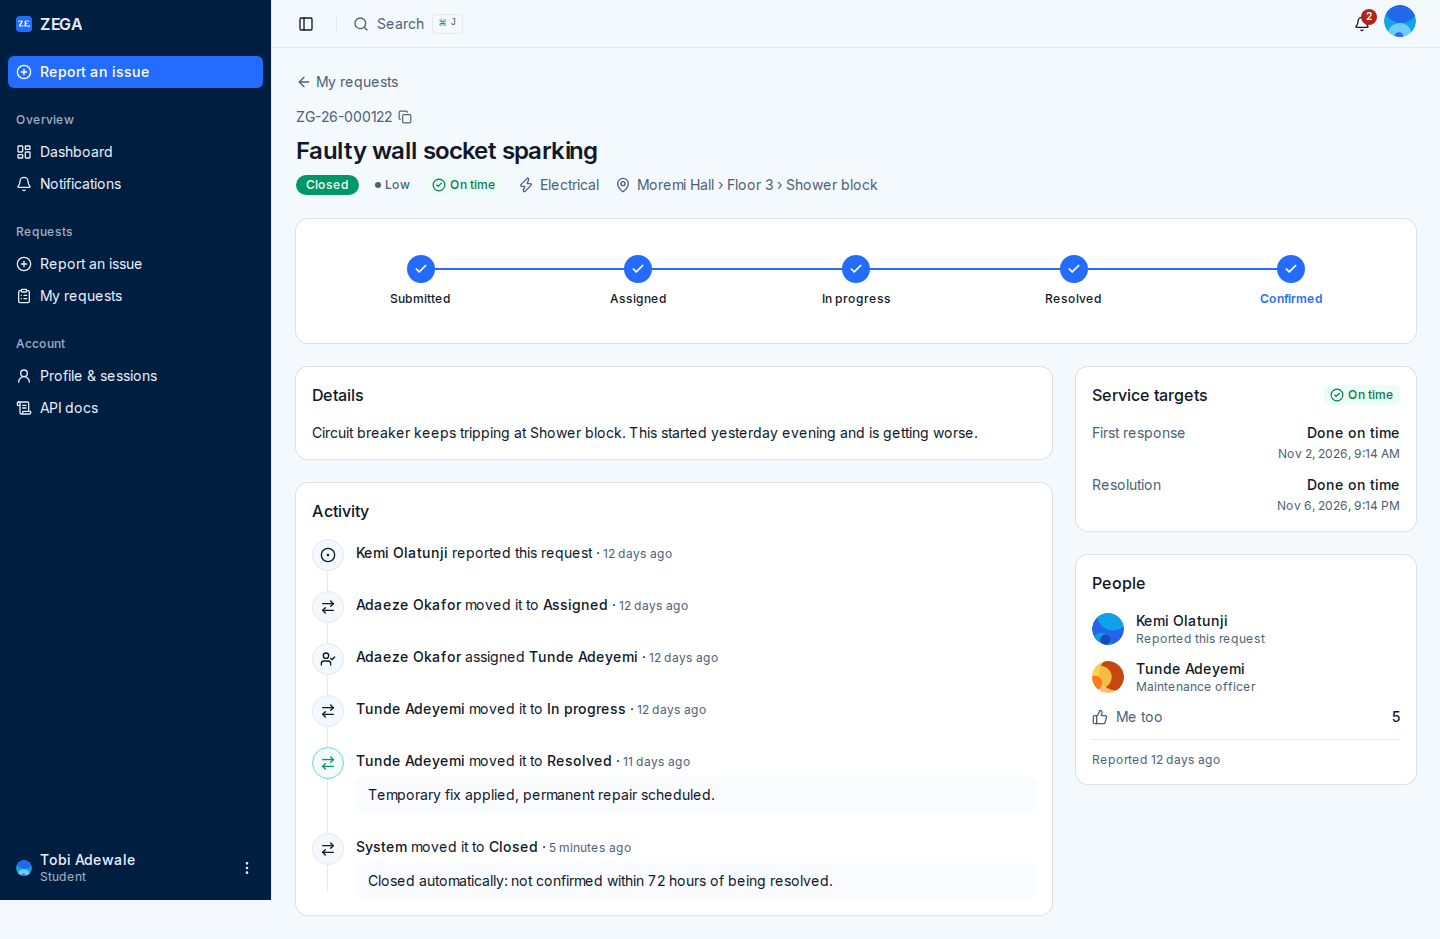 ZEGA
Report an issue
Overview
Dashboard
Notifications
Requests
Report an issue
My requests
Account
Profile & sessions
API docs
Tobi Adewale
Student
Search ⌘ J
2
My requests
ZG-26-000122
Faulty wall socket sparking
Closed Low On time Electrical Moremi Hall › Floor 3 › Shower block
Submitted Assigned In progress Resolved Confirmed
Details
Circuit breaker keeps tripping at Shower block. This started yesterday evening and is getting worse.
Activity
Kemi Olatunji reported this request · 12 days ago
Adaeze Okafor moved it to Assigned · 12 days ago
Adaeze Okafor assigned Tunde Adeyemi · 12 days ago
Tunde Adeyemi moved it to In progress · 12 days ago
Tunde Adeyemi moved it to Resolved · 11 days ago
Temporary fix applied, permanent repair scheduled.
System moved it to Closed · 5 minutes ago
Closed automatically: not confirmed within 72 hours of being resolved.
Service targets On time
First response Done on time
Nov 2, 2026, 9:14 AM
Resolution Done on time
Nov 6, 2026, 9:14 PM
People
Kemi Olatunji
Reported this request
Tunde Adeyemi
Maintenance officer
Me too 5
Reported 12 days ago